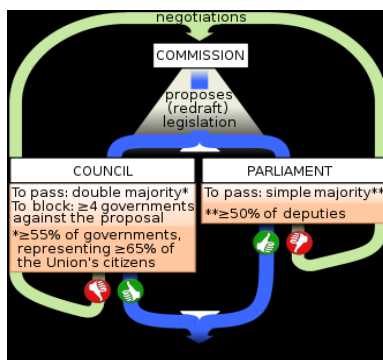 negotiations
COMMISSION
proposes
(redraft)
legislation
COUNCIL
To pass: double majority*
To block: ≥4 governments
against the proposal
*≥55% of governments,
representing ≥65% of
the Union's citizens
PARLIAMENT
To pass: simple majority**
**≥50% of deputies